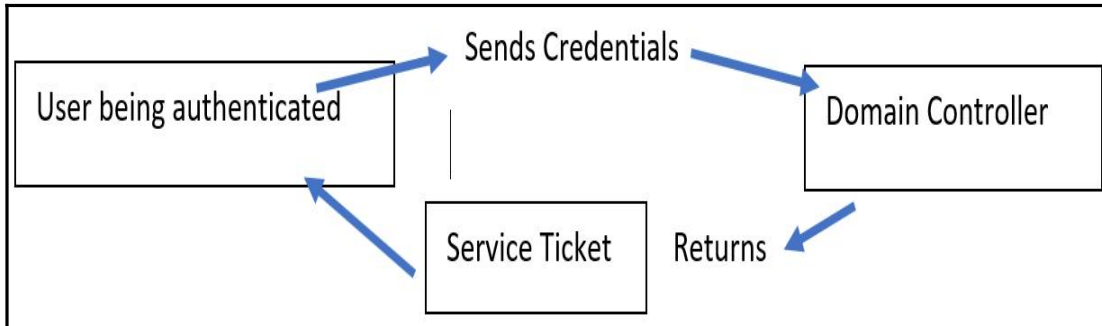 Sends Credentials
User being authenticated
Domain Controller
Service Ticket
Returns